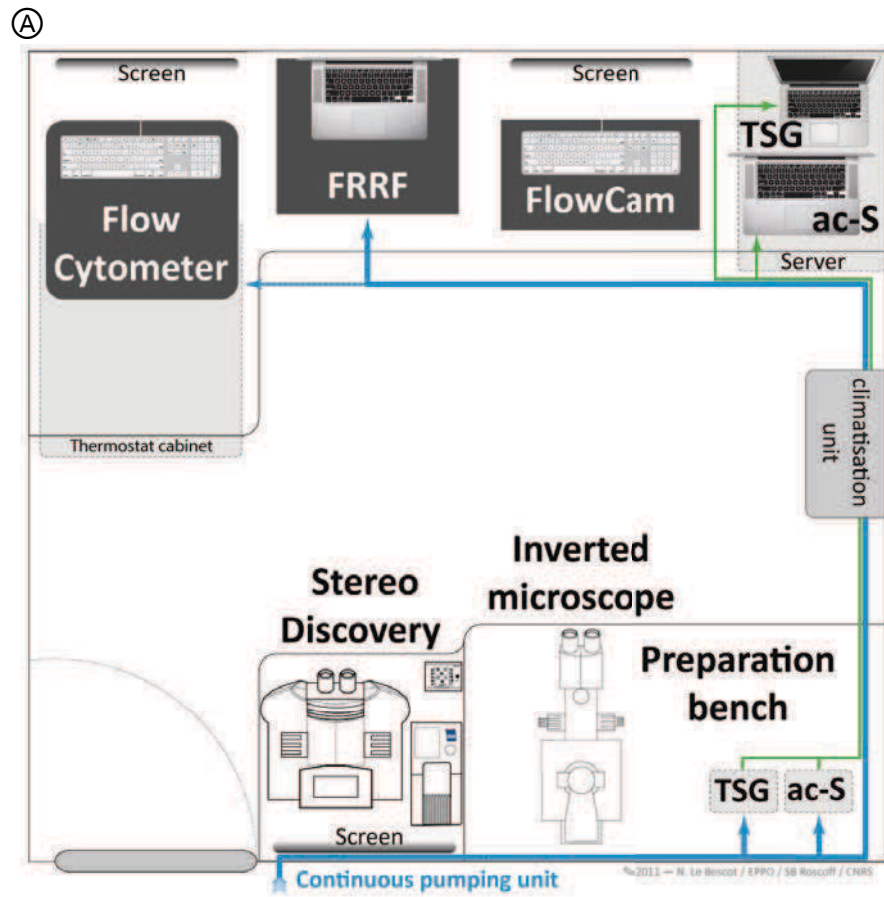 A
Screen
Screen
TSG
FRRF
FlowCam
Flow
Cytometer
ac-S
Server
climatisation
unit
Thermostat cabinet
Inverted
microscope
Stereo
Discovery
Preparation
bench
TSG ac-S
Screen
Continuous pumping unit
2011 — N. Le Bescot / EPPO / SB Roscoff / CNRS